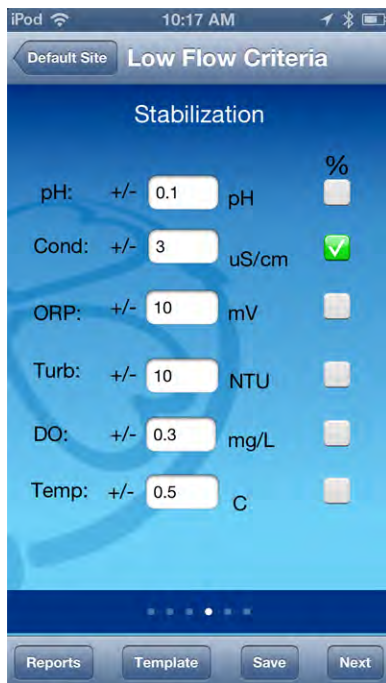 iPod 10:17 AM
Default Site Low Flow Criteria
Stabilization
%
pH: +/- 0.1 pH
Cond: +/- 3 uS/cm
ORP: +/- 10 mV
Turb: +/- 10 NTU
DO: +/- 0.3 mg/L
Temp: +/- 0.5 C
Reports Template Save Next